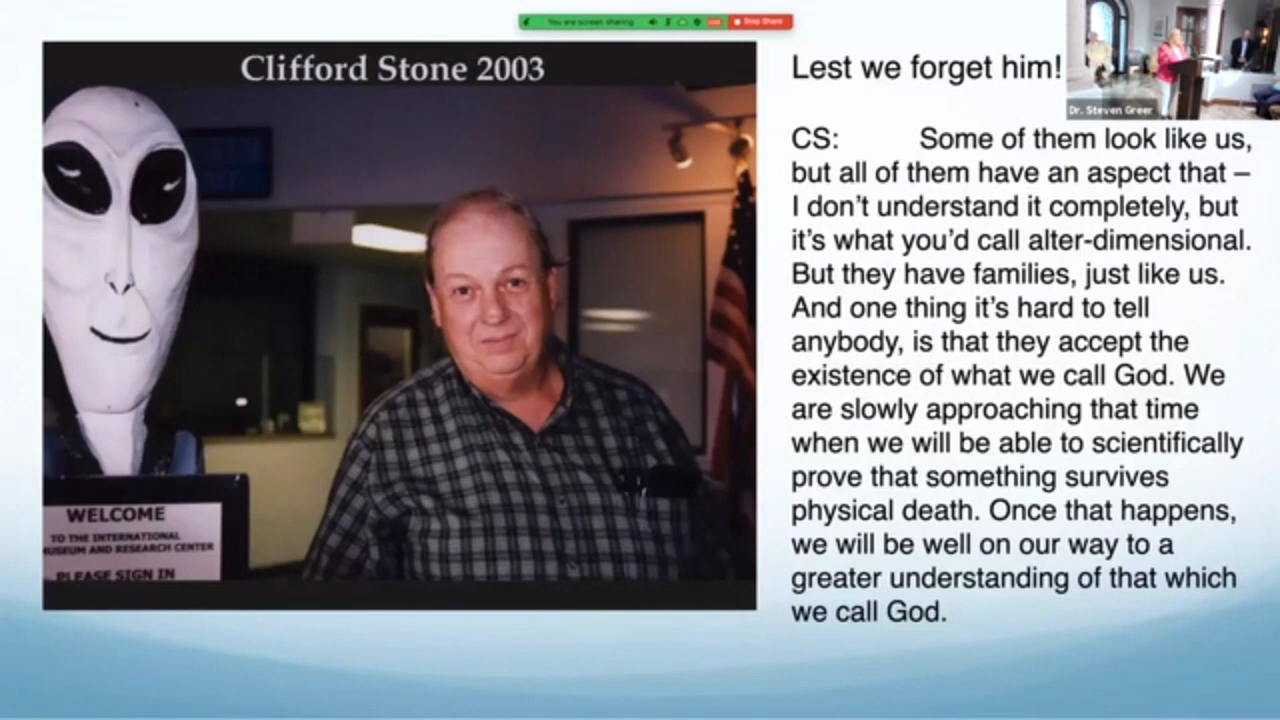 You are screen sharing
LIVE
Stop Share
Clifford Stone 2003
WELCOME
TO THE INTERNATIONAL
MUSEUM AND RESEARCH CENTER
PLEASE SIGN IN
Lest we forget him!
Dr. Steven Greer
CS: Some of them look like us,
but all of them have an aspect that –
I don't understand it completely, but
it's what you'd call alter-dimensional.
But they have families, just like us.
And one thing it's hard to tell
anybody, is that they accept the
existence of what we call God. We
are slowly approaching that time
when we will be able to scientifically
prove that something survives
physical death. Once that happens,
we will be well on our way to a
greater understanding of that which
we call God.